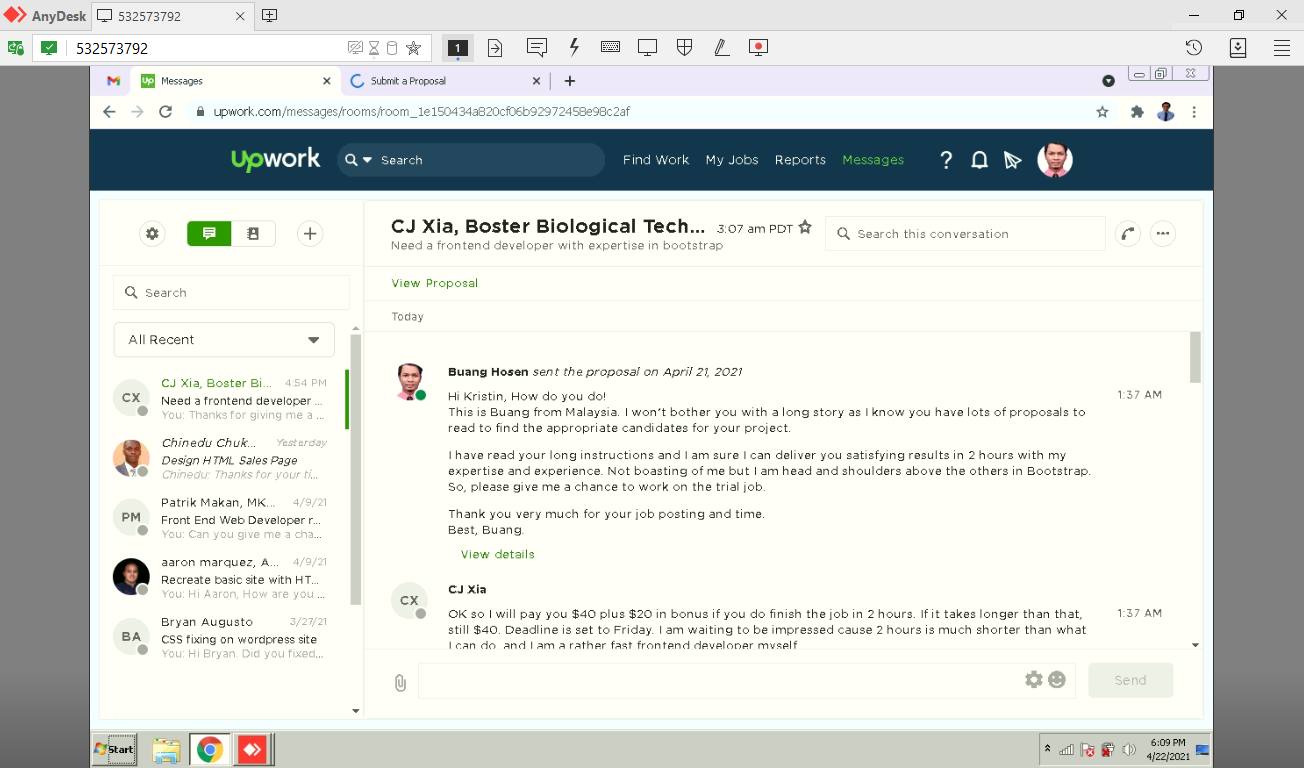 AnyDesk
532573792
532573792
1
Messages
Submit a Proposal
upwork.com/messages/rooms/room_1e150434a820cf06b92972458e98c2af
upwork
Search
Find Work
My Jobs
Reports
Messages
?
CJ Xia, Boster Biological Tech...
3:07 am PDT
Need a frontend developer with expertise in bootstrap
Search this conversation
View Proposal
Today
Search
All Recent
CX
CJ Xia, Boster Bi...
4:54 PM
Need a frontend developer ...
You: Thanks for giving me a ...
Chinedu Chuk...
Yesterday
Design HTML Sales Page
Chinedu: Thanks for your ti...
PM
Patrik Makan, MK...
4/9/21
Front End Web Developer r...
You: Can you give me a cha...
aaron marquez, A...
4/9/21
Recreate basic site with HT...
You: Hi Aaron, How are you ...
BA
Bryan Augusto
3/27/21
CSS fixing on wordpress site
You: Hi Bryan. Did you fixed...
Buang Hosen sent the proposal on April 21, 2021
Hi Kristin, How do you do!
1:37 AM
This is Buang from Malaysia. I won't bother you with a long story as I know you have lots of proposals to
read to find the appropriate candidates for your project.
I have read your long instructions and I am sure I can deliver you satisfying results in 2 hours with my
expertise and experience. Not boasting of me but I am head and shoulders above the others in Bootstrap.
So, please give me a chance to work on the trial job.
Thank you very much for your job posting and time.
Best, Buang.
View details
CX
CJ Xia
OK so I will pay you $40 plus $20 in bonus if you do finish the job in 2 hours. If it takes longer than that,
1:37 AM
still $40. Deadline is set to Friday. I am waiting to be impressed cause 2 hours is much shorter than what
I can do, and I am a rather fast frontend developer myself
Send
Start
6:09 PM
4/22/2021